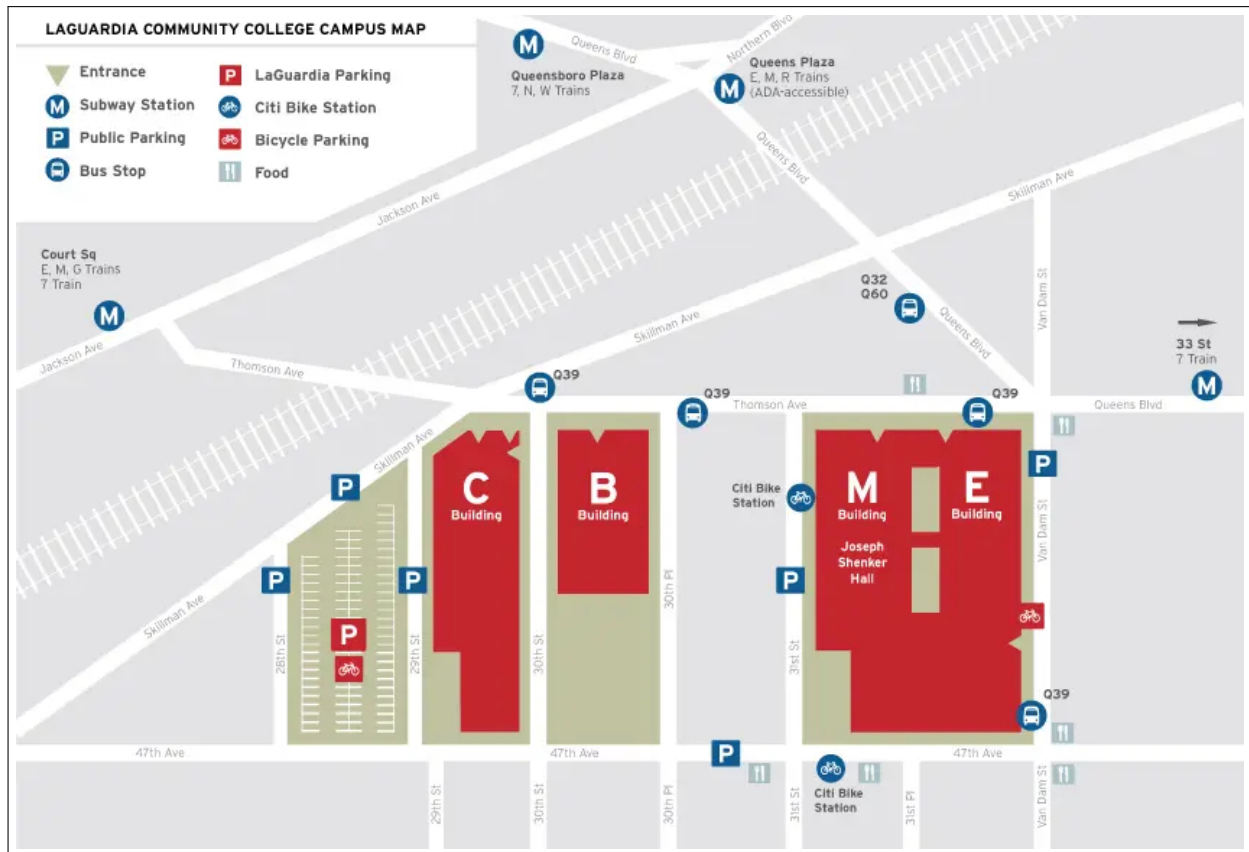 LAGUARDIA COMMUNITY COLLEGE CAMPUS MAP
Entrance
P LaGuardia Parking
M Subway Station
Citi Bike Station
P Public Parking
Bicycle Parking
Bus Stop
Food
M
Queensboro Plaza
7, N, W Trains
Queens Blvd
Northern Blvd
M
Queens Plaza
E, M, R Trains
(ADA-accessible)
Queens Blvd
Skillman Ave
Jackson Ave
Court Sq
E, M, G Trains
7 Train
M
Jackson Ave
Thomson Ave
Skillman Ave
Q32
Q60
Queens Blvd
Van Dam St
33 St
7 Train
M
Q39
Q39
Thomson Ave
Q39
Queens Blvd
Skillman Ave
P
P
P
P
28th St
29th St
Skillman Ave
C
Building
30th St
B
Building
30th Pl
Citi Bike
Station
P
31st St
M
Building
Joseph
Shenker
Hall
E
Building
P
Van Dam St
Q39
47th Ave
47th Ave
P
47th Ave
29th St
30th St
30th Pl
31st St
Citi Bike
Station
31st Pl
Van Dam St